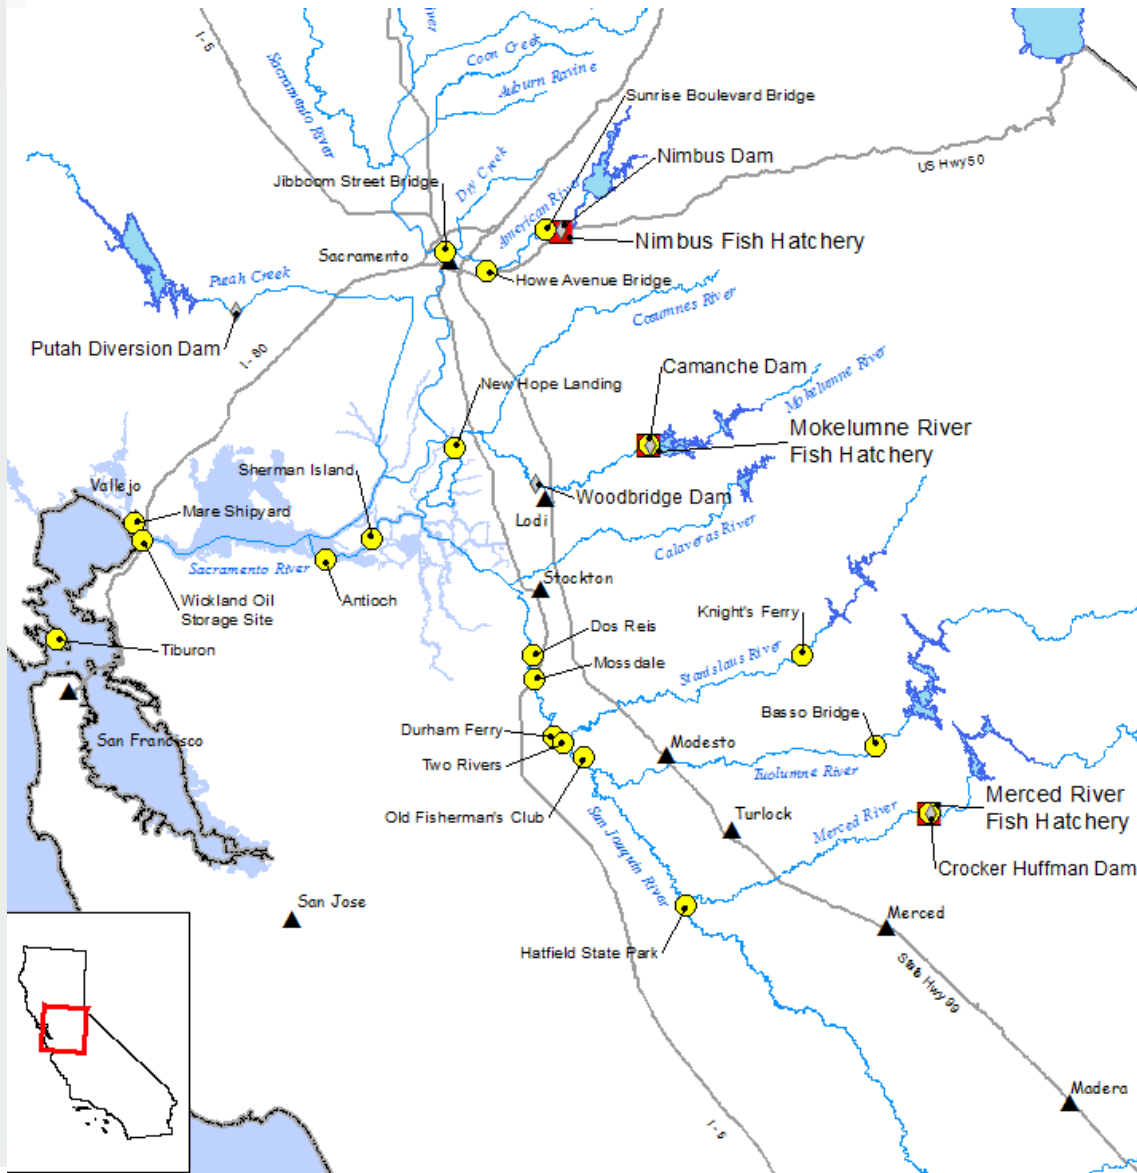 I-5
River
Coon Creek
Auburn Ravine
Sacramento River
Sunrise Boulevard Bridge
Nimbus Dam
US Hwy 50
Jibboom Street Bridge
Dry Creek
American River
Nimbus Fish Hatchery
Sacramento
Howe Avenue Bridge
Putah Creek
Cosumnes River
Putah Diversion Dam
I-80
Camanche Dam
Mokelumne River
New Hope Landing
Mokelumne River
Fish Hatchery
Sherman Island
Vallejo
Mare Shipyard
Woodbridge Dam
Lodi
Calaveras River
Sacramento River
Wickland Oil
Storage Site
Antioch
Stockton
Knight's Ferry
Tiburon
Dos Reis
Mossdale
Stanislaus River
San Francisco
Durham Ferry
Two Rivers
Basso Bridge
Modesto
Tuolumne River
Old Fisherman's Club
Turlock
Merced River
Merced River
Fish Hatchery
San Joaquin River
Crocker Huffman Dam
San Jose
Merced
Hatfield State Park
State Hwy 99
Madera
I-5